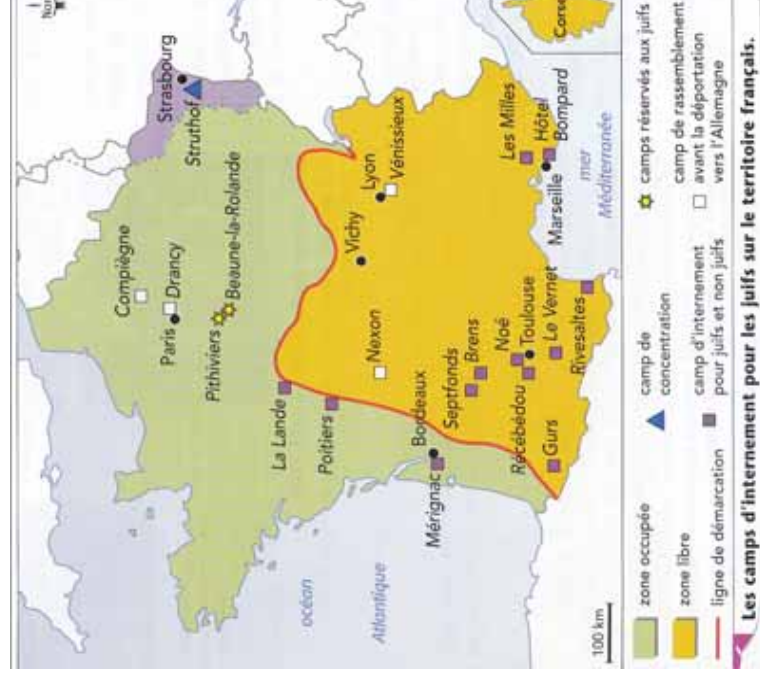 Nor
Corse
Strasbourg
Struthof
Compiègne
Drancy
Paris
Pithiviers
Beaune-la-Rolande
La Lande
Poitiers
Vichy
Lyon
Vénissieux
Nexon
Bordeaux
Mérignac
Septfonds
Brens
Noé
Toulouse
Récébédou
Le Vernet
Gurs
Rivesaltes
Les Milles
Hôtel
Bompard
Marseille
mer
Méditerranée
océan
Atlantique
100 km
zone occupée
zone libre
ligne de démarcation
camp de
concentration
camp d'internement
pour juifs et non juifs
camps réservés aux juifs
camp de rassemblement
avant la déportation
vers l'Allemagne
Les camps d'internement pour les juifs sur le territoire français.